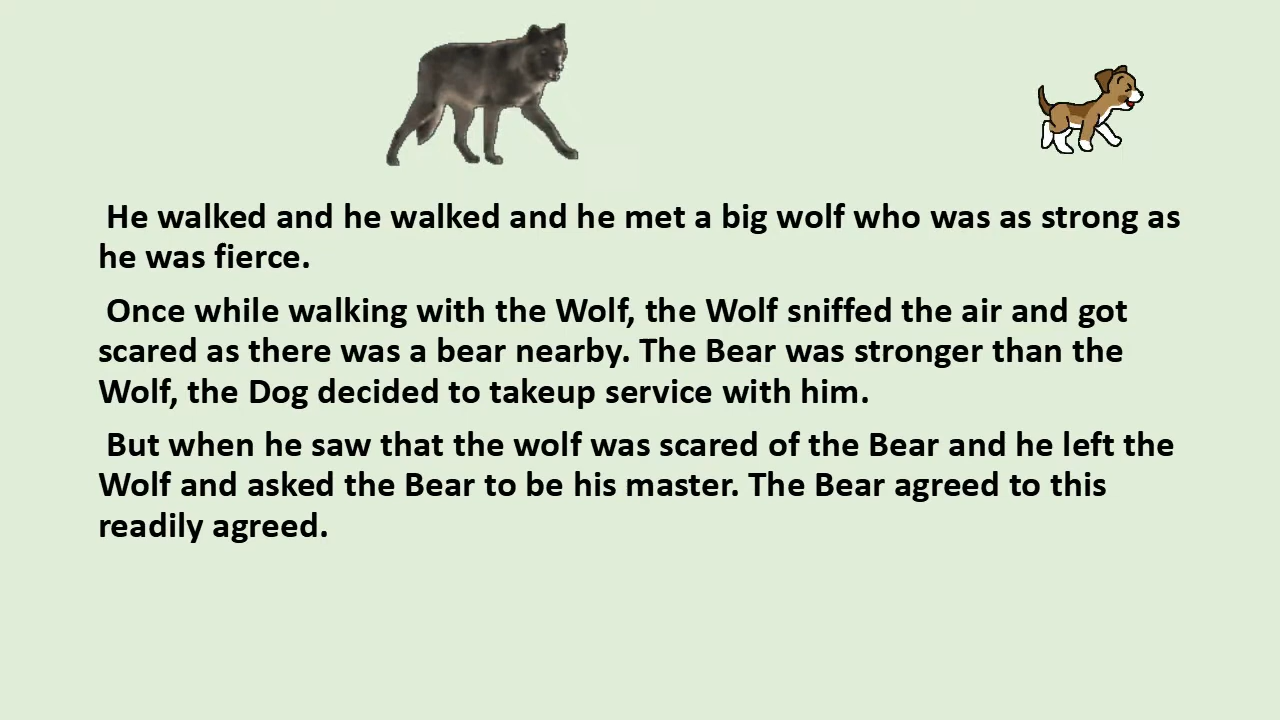 He walked and he walked and he met a big wolf who was as strong as
he was fierce.
Once while walking with the Wolf, the Wolf sniffed the air and got
scared as there was a bear nearby. The Bear was stronger than the
Wolf, the Dog decided to takeup service with him.
But when he saw that the wolf was scared of the Bear and he left the
Wolf and asked the Bear to be his master. The Bear agreed to this
readily agreed.